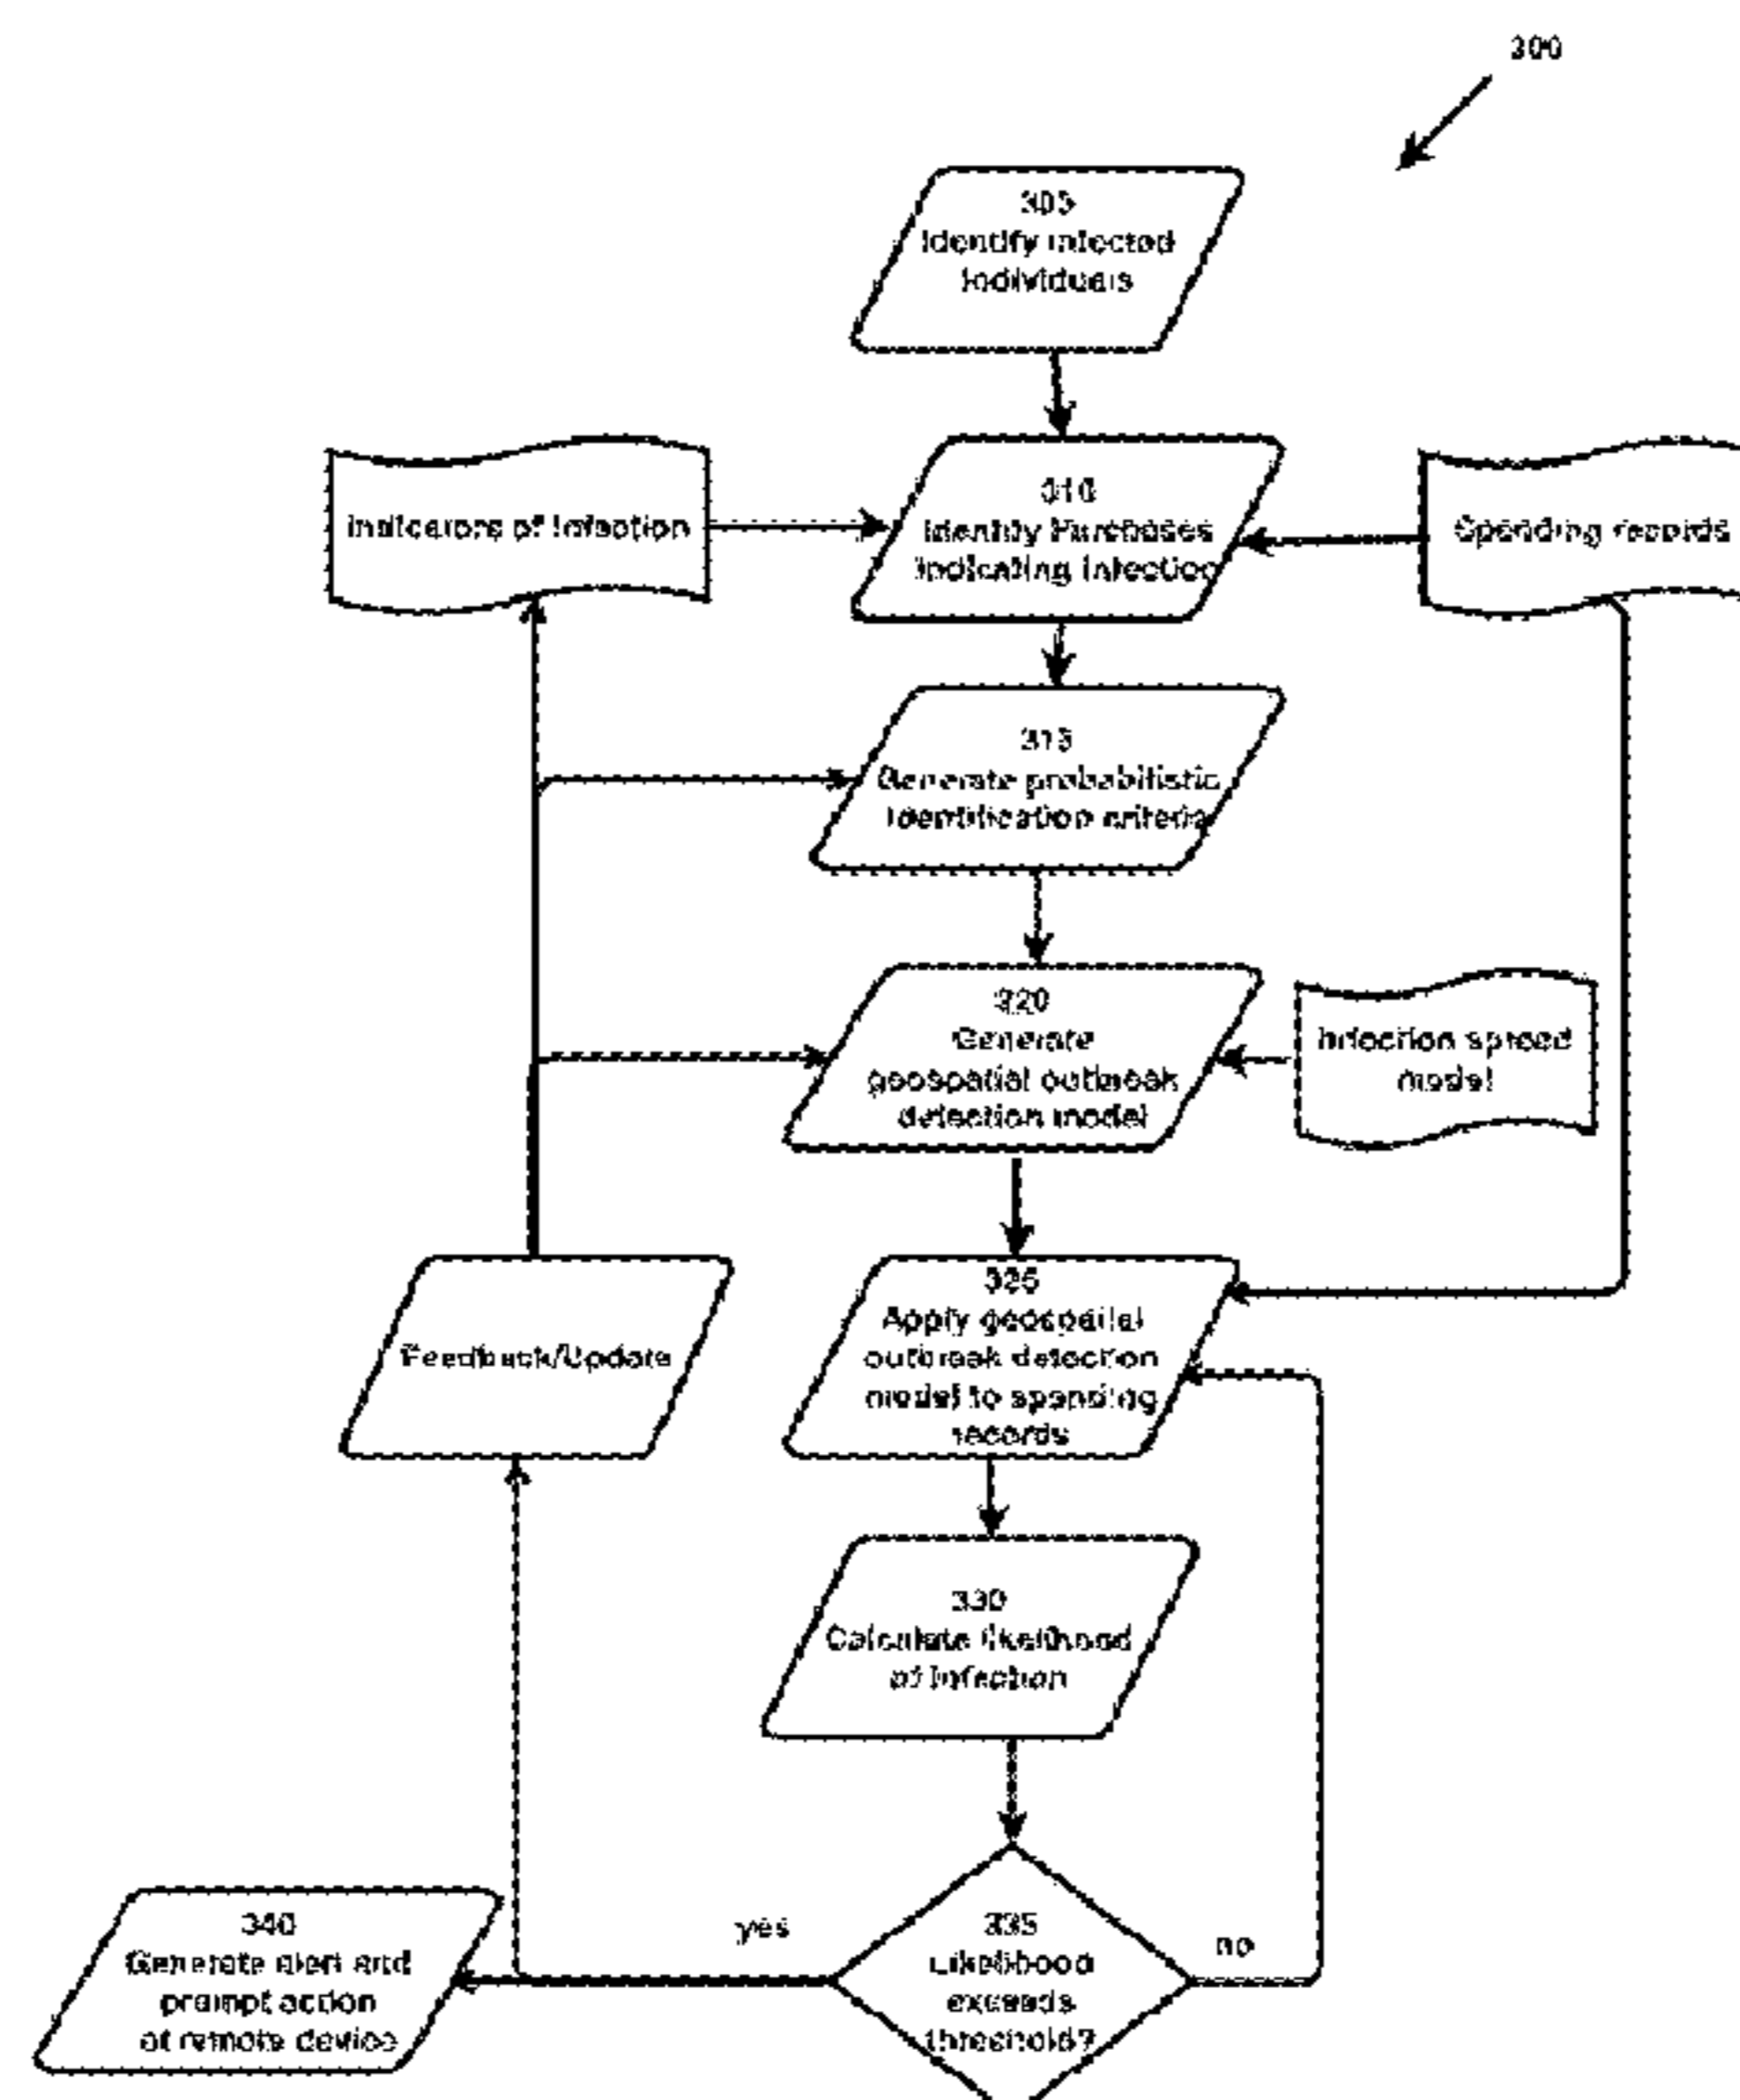 300
305
Identify infected
individuals
Indicators of Infection
310
Identify Purchases
indicating infection
Spending records
315
Generate probabilistic
identification criteria
320
Generate
geospatial outbreak
detection model
Infection spread
model
Feedback/Update
325
Apply geospatial
outbreak detection
model to spending
records
330
Calculate likelihood
of infection
yes
335
Likelihood
exceeds
threshold?
no
340
Generate alert and
prompt action
at remote device